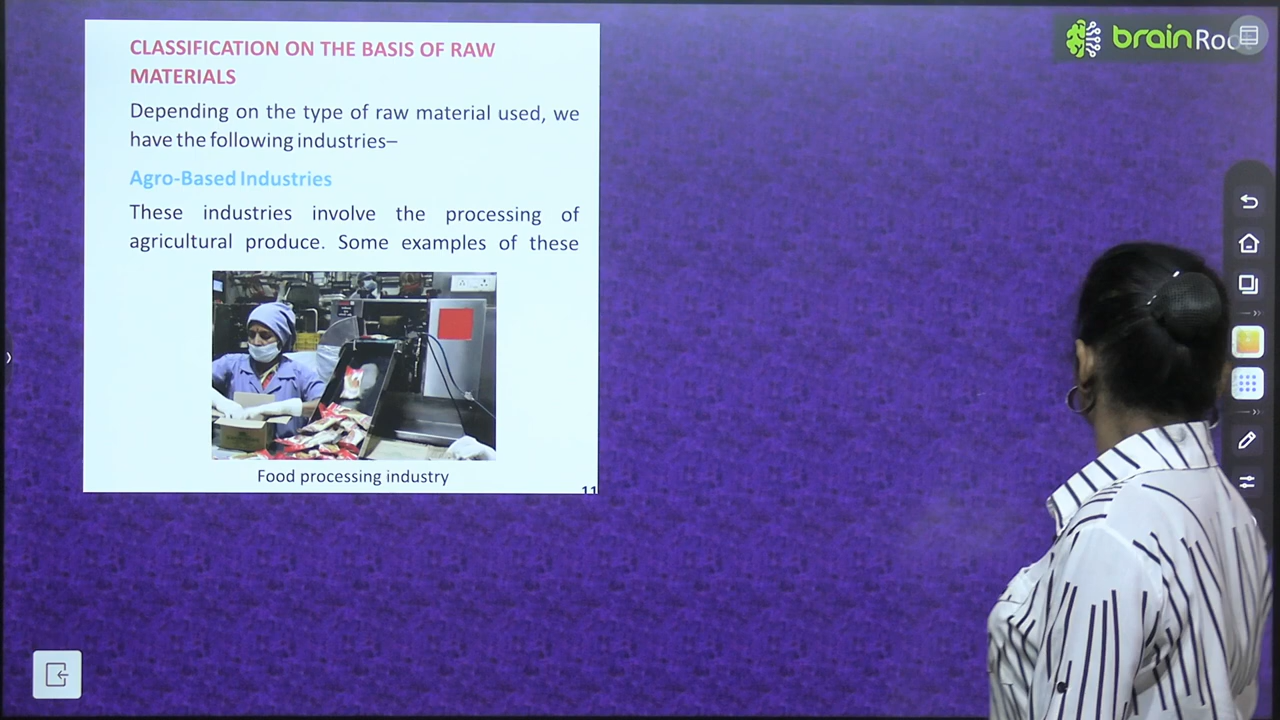 CLASSIFICATION ON THE BASIS OF RAW
MATERIALS
Depending on the type of raw material used, we
have the following industries–
Agro-Based Industries
These industries involve the processing of
agricultural produce. Some examples of these
Food processing industry
11
brain